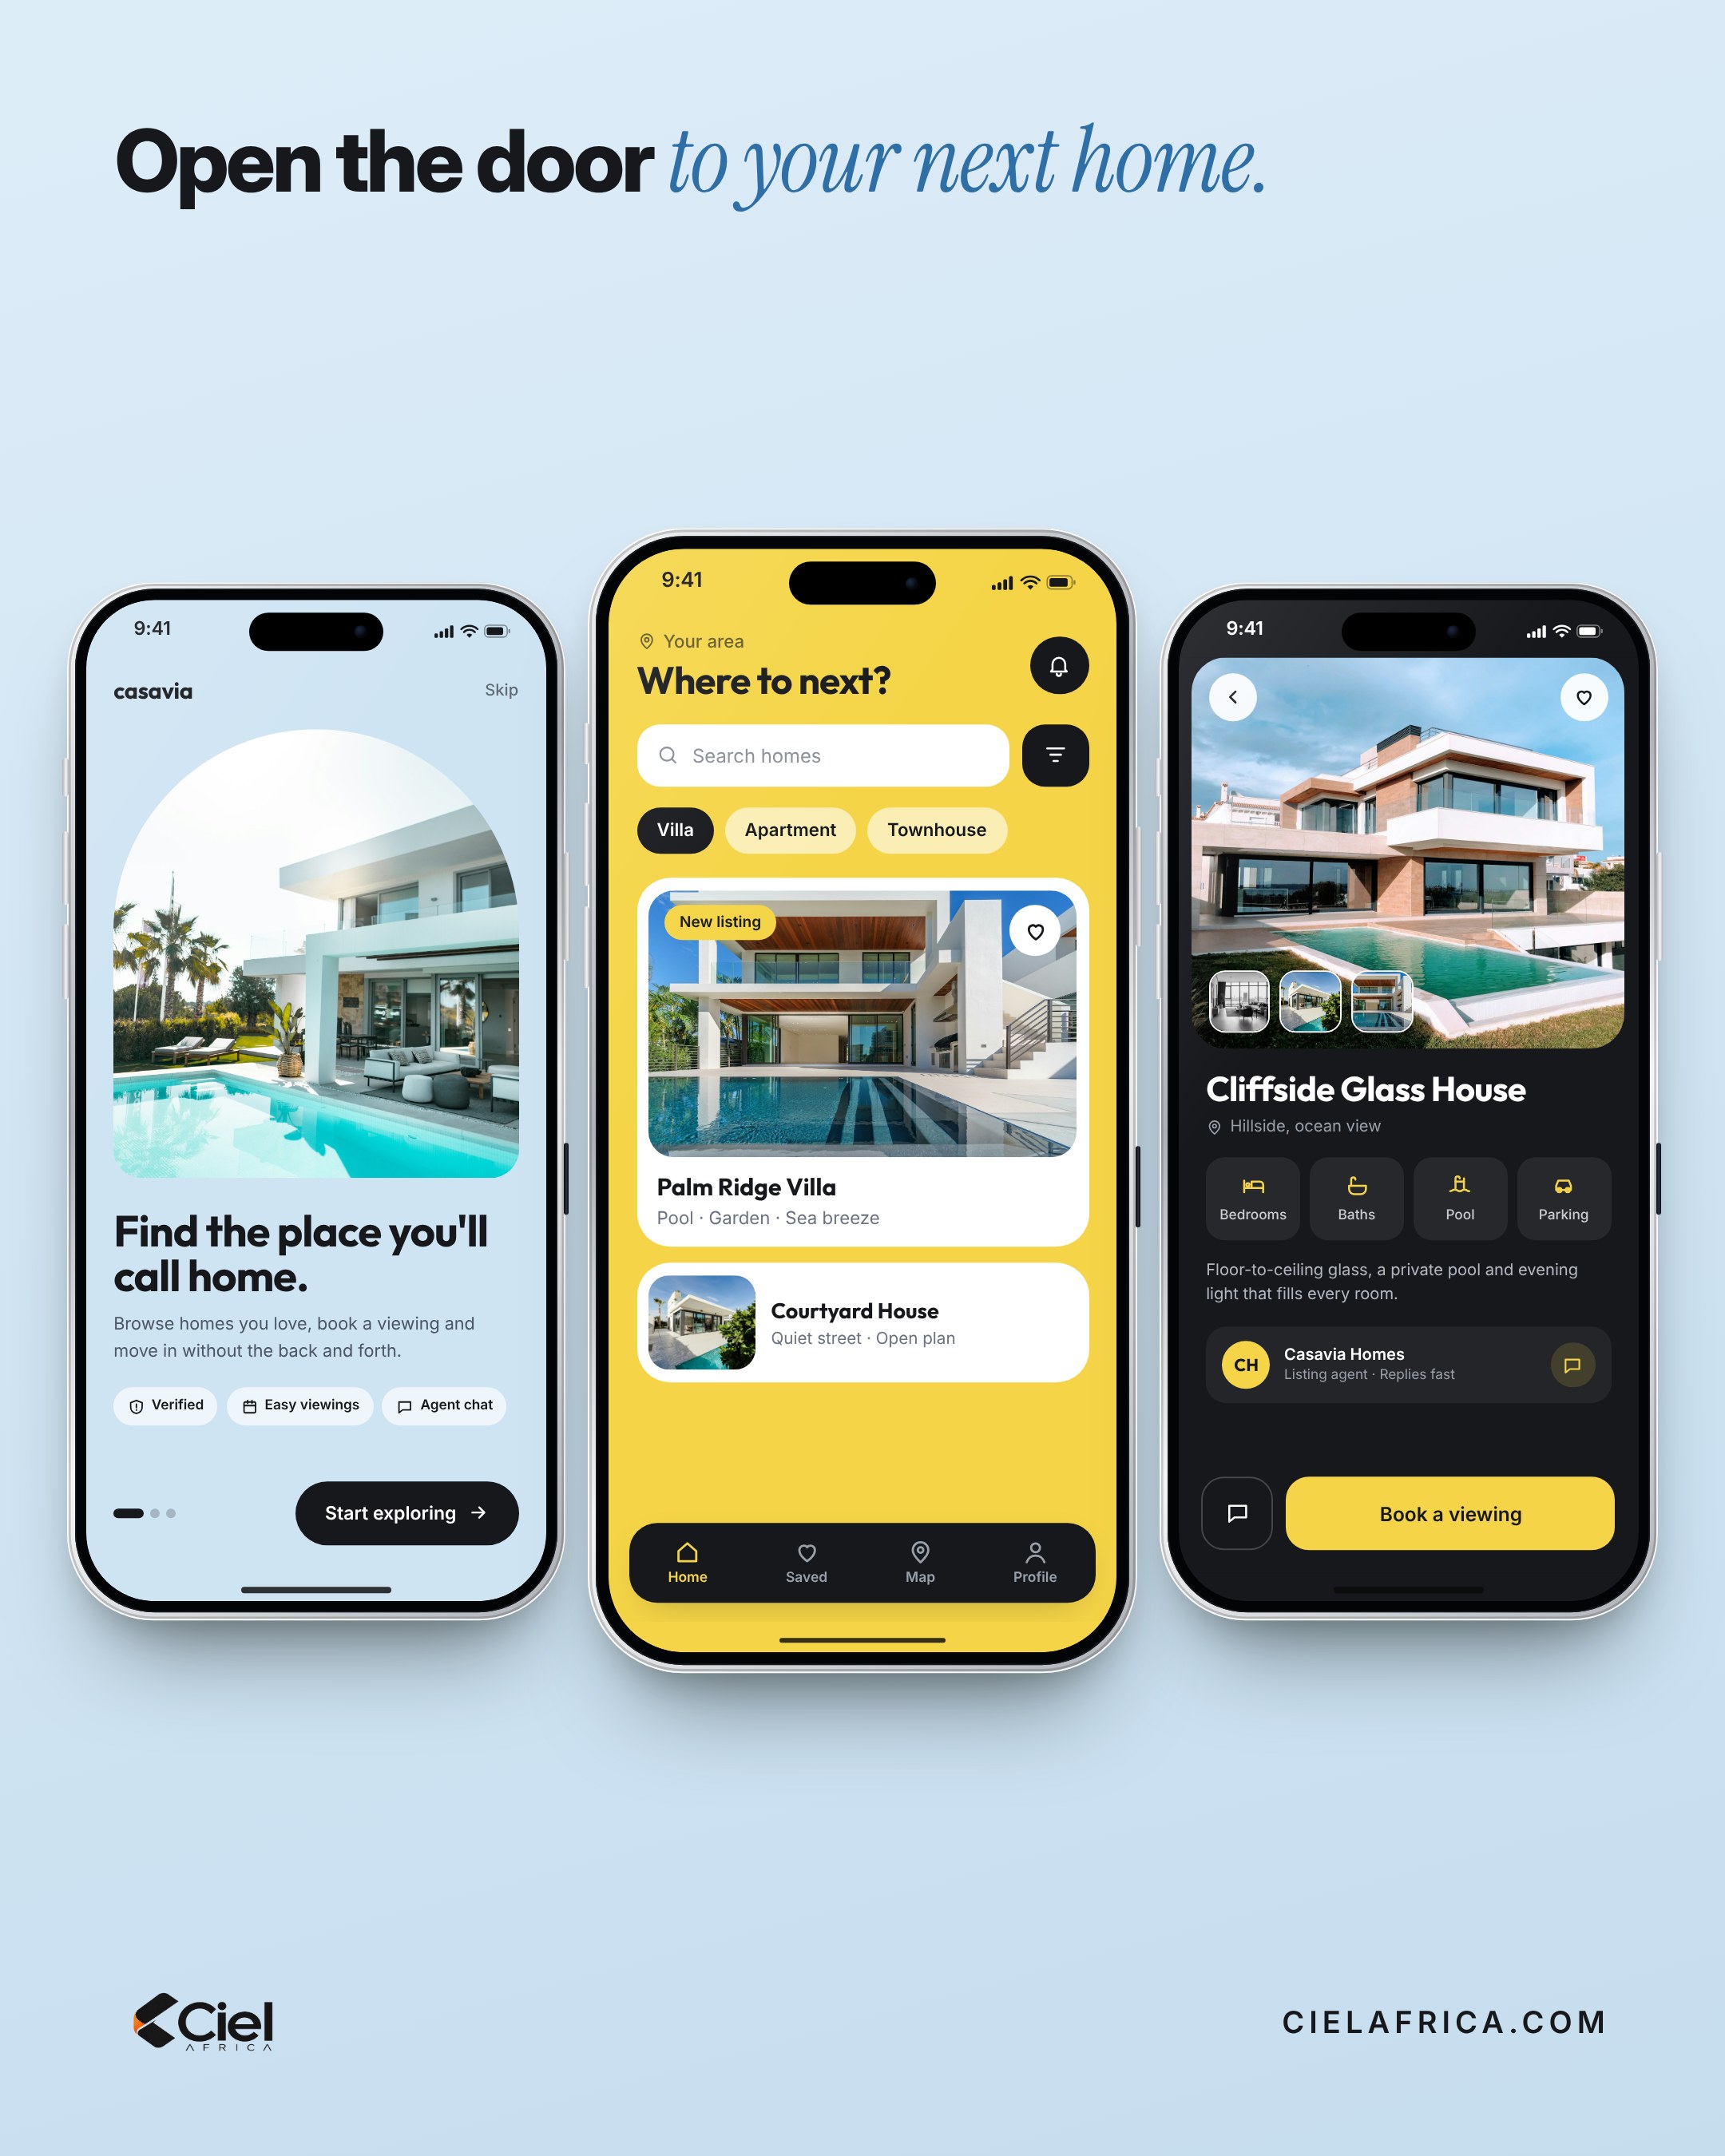 Open the door to your next home.
9:41
casavia
Skip
Find the place you'll
call home.
Browse homes you love, book a viewing and
move in without the back and forth.
Verified
Easy viewings
Agent chat
Start exploring
9:41
Your area
Where to next?
Search homes
Villa
Apartment
Townhouse
New listing
Palm Ridge Villa
Pool · Garden · Sea breeze
Courtyard House
Quiet street · Open plan
Home
Saved
Map
Profile
9:41
Cliffside Glass House
Hillside, ocean view
Bedrooms
Baths
Pool
Parking
Floor-to-ceiling glass, a private pool and evening
light that fills every room.
CH
Casavia Homes
Listing agent · Replies fast
Book a viewing
Ciel
AFRICA
CIELAFRICA.COM